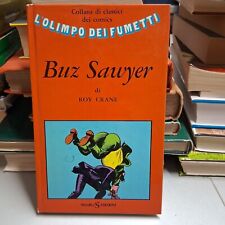 Collana di classici
dei comics
L'OLIMPO DEI FUMETTI
Buz Sawyer
di
ROY CRANE